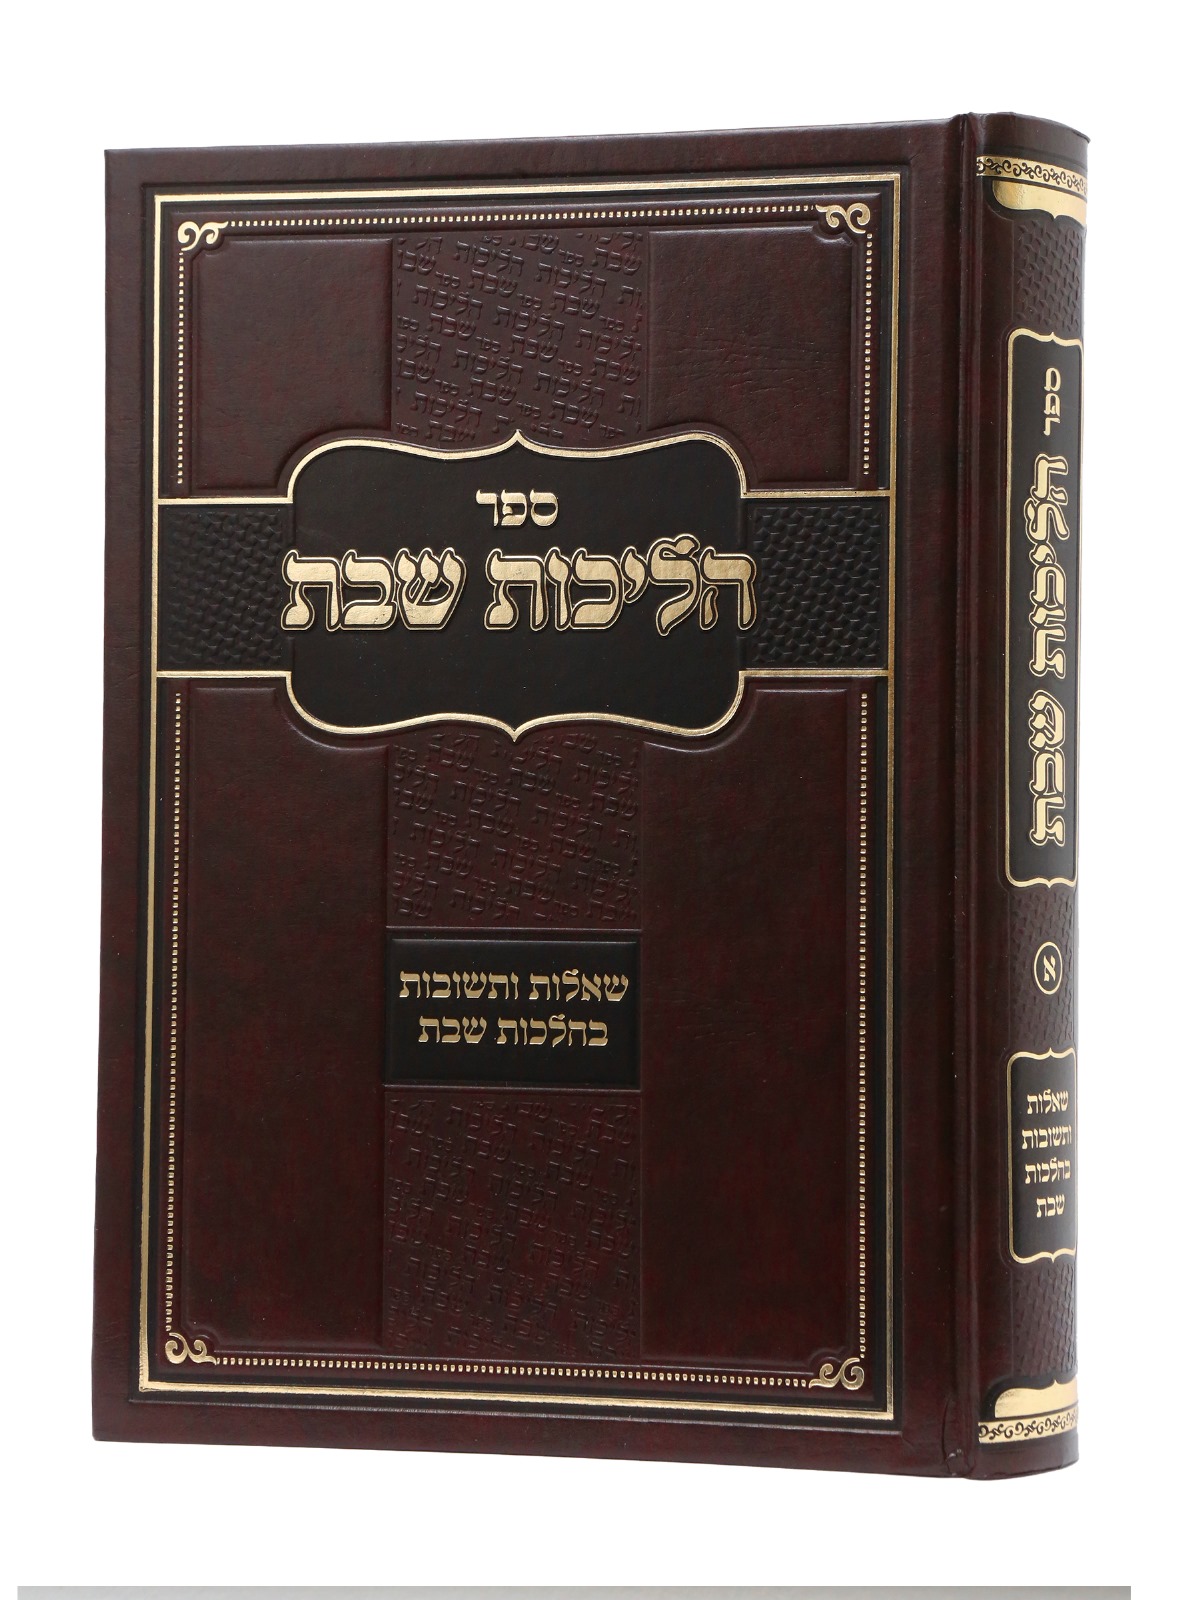 ספר
הליכות שבת
שאלות ותשובות
בהלכות שבת
ספר הליכות שבת
א
שאלות
ותשובות
בהלכות
שבת